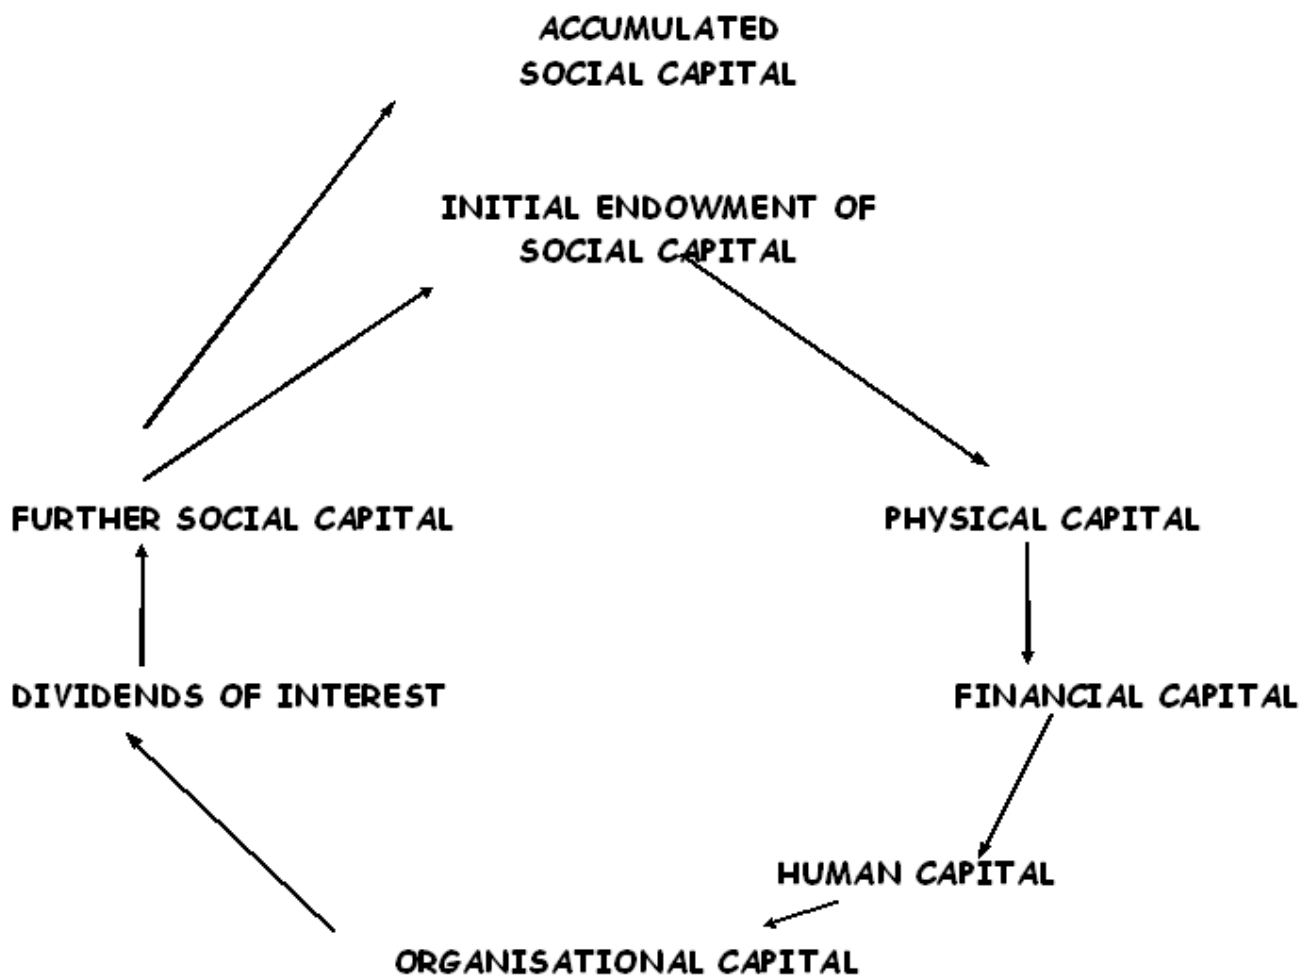 ACCUMULATED
SOCIAL CAPITAL
INITIAL ENDOWMENT OF
SOCIAL CAPITAL
FURTHER SOCIAL CAPITAL
PHYSICAL CAPITAL
DIVIDENDS OF INTEREST
FINANCIAL CAPITAL
HUMAN CAPITAL
ORGANISATIONAL CAPITAL